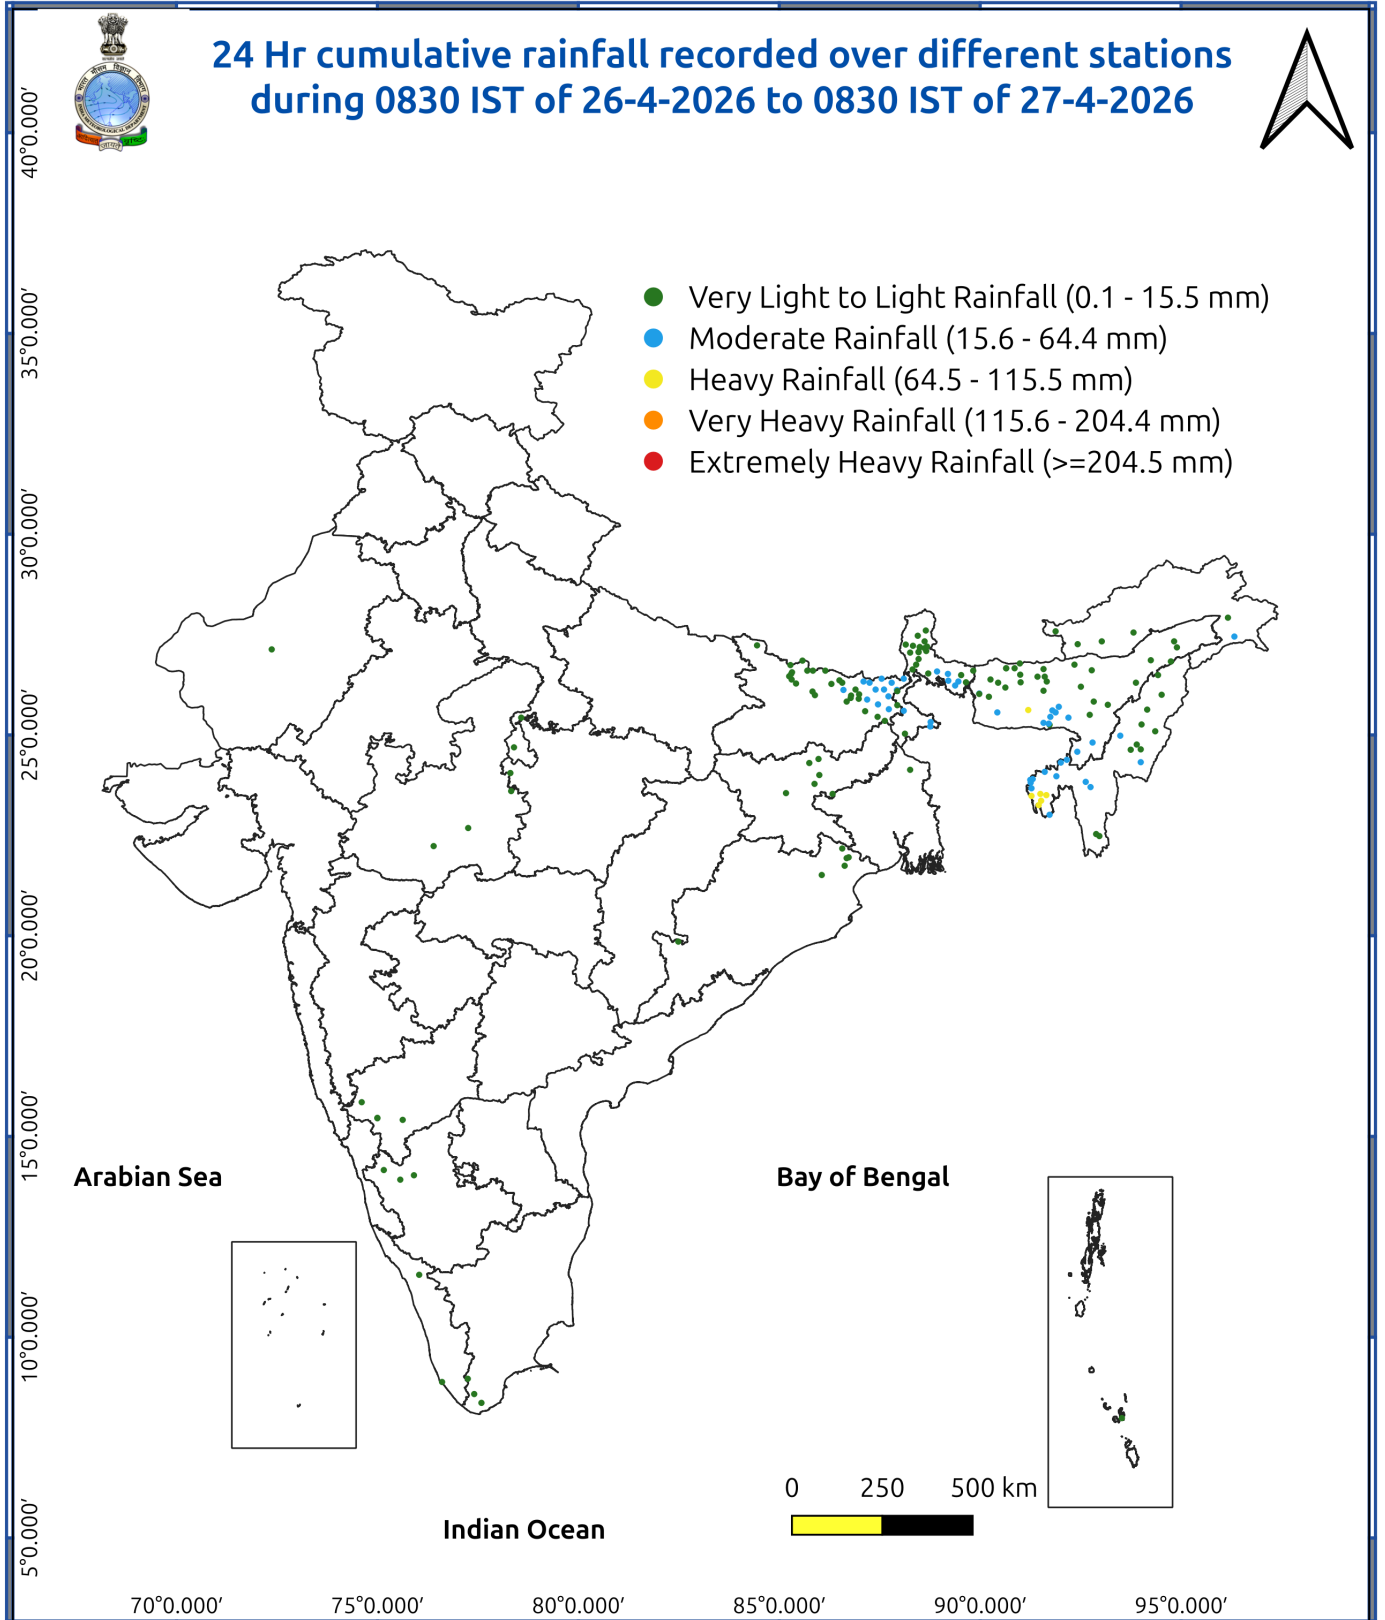 24 Hr cumulative rainfall recorded over different stations
during 0830 IST of 26-4-2026 to 0830 IST of 27-4-2026
Very Light to Light Rainfall (0.1 - 15.5 mm)
Moderate Rainfall (15.6 - 64.4 mm)
Heavy Rainfall (64.5 - 115.5 mm)
Very Heavy Rainfall (115.6 - 204.4 mm)
Extremely Heavy Rainfall (>=204.5 mm)
40°0.000′
35°0.000′
30°0.000′
25°0.000′
20°0.000′
15°0.000′
10°0.000′
5°0.000′
Arabian Sea
Bay of Bengal
Indian Ocean
0 250 500 km
70°0.000′ 75°0.000′ 80°0.000′ 85°0.000′ 90°0.000′ 95°0.000′